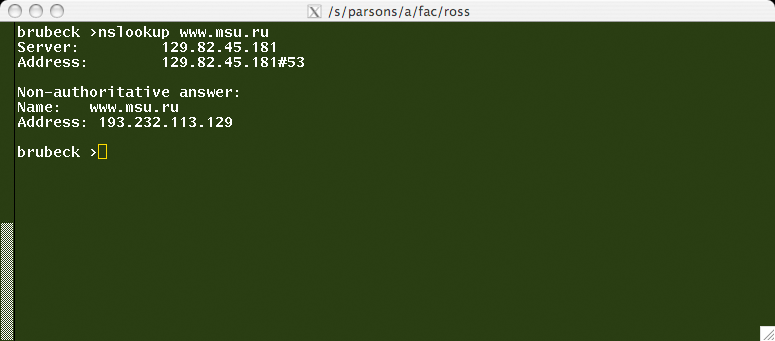 /s/parsons/a/fac/ross
brubeck >nslookup www.msu.ru
Server:         129.82.45.181
Address:        129.82.45.181#53
Non-authoritative answer:
Name:   www.msu.ru
Address: 193.232.113.129
brubeck >